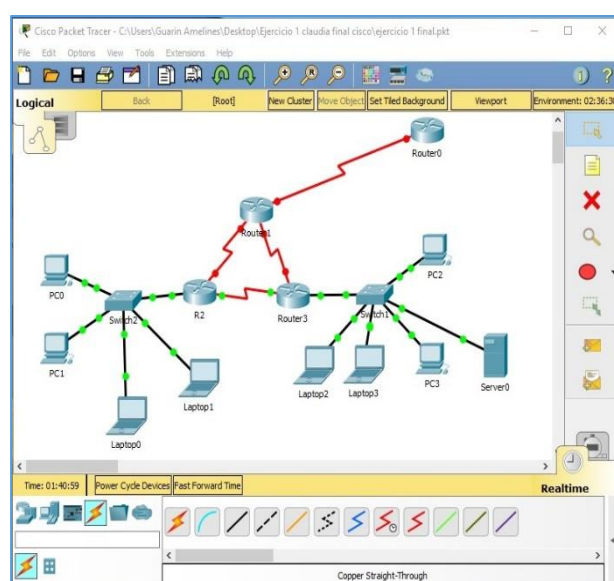 Cisco Packet Tracer - C:\Users\Guarin Amelines\Desktop\Ejercicio 1 claudia final cisco\ejercicio 1 final.pkt
File Edit Options View Tools Extensions Help
Logical Back [Root] New Cluster Move Object Set Tiled Background Viewport Environment: 02:36:30
Router0
Router1
PC2
PC0
Switch2
R2
Router3
Switch1
PC1
Laptop1
Laptop2
Laptop3
PC3
Server0
Laptop0
Time: 01:40:59 Power Cycle Devices Fast Forward Time
Realtime
Copper Straight-Through